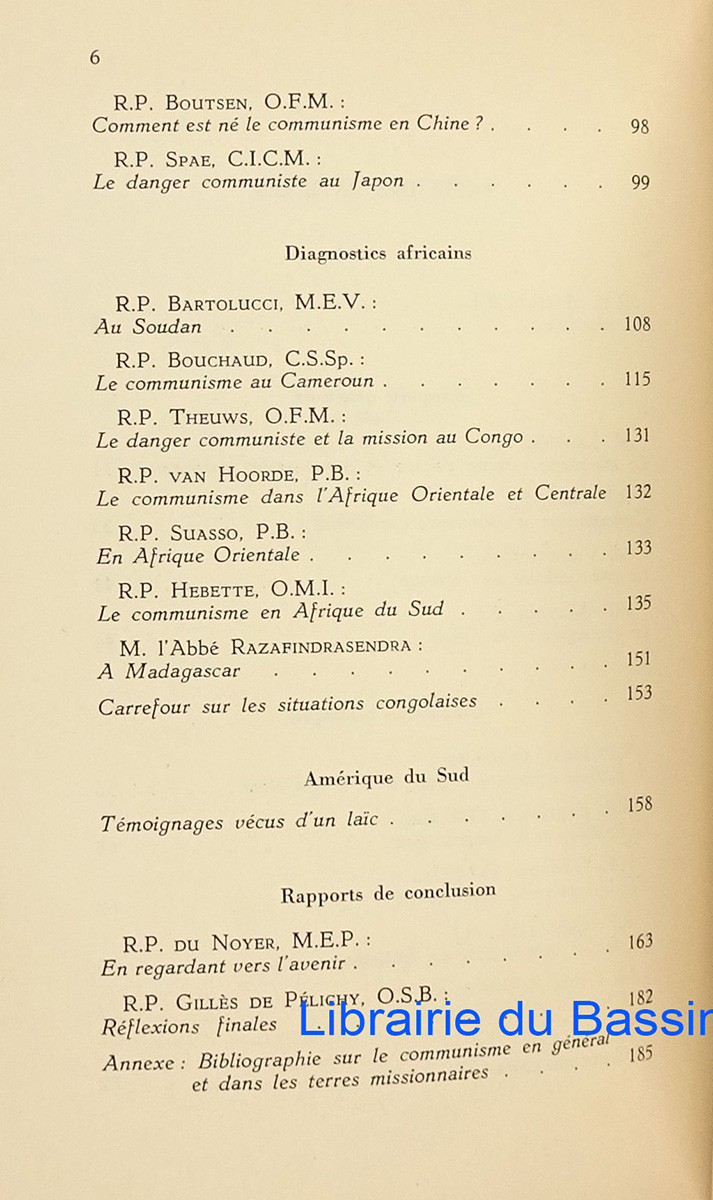 6
R.P. BOUTSEN, O.F.M. :
Comment est né le communisme en Chine ? . . . . 98
R.P. SPAE, C.I.C.M. :
Le danger communiste au Japon . . . . . . 99
Diagnostics africains
R.P. BARTOLUCCI, M.E.V. :
Au Soudan . . . . . . . . . . . 108
R.P. BOUCHAUD, C.S.Sp. :
Le communisme au Cameroun . . . . . . . 115
R.P. THEUWS, O.F.M. :
Le danger communiste et la mission au Congo . . . 131
R.P. VAN HOORDE, P.B. :
Le communisme dans l'Afrique Orientale et Centrale 132
R.P. SUASSO, P.B. :
En Afrique Orientale . . . . . . . . . 133
R.P. HEBETTE, O.M.I. :
Le communisme en Afrique du Sud . . . . . 135
M. l'Abbé RAZAFINDRASENDRA :
A Madagascar . . . . . . . . . . 151
Carrefour sur les situations congolaises . . . . 153
Amérique du Sud
Témoignages vécus d'un laïc . . . . . . . 158
Rapports de conclusion
R.P. DU NOYER, M.E.P. :
En regardant vers l'avenir . . . . . . . . 163
R.P. GILLÈS DE PÉLICHY, O.S.B. :
Réflexions finales . . . . . . . . . 182
Librairie du Bassin
Annexe : Bibliographie sur le communisme en général
et dans les terres missionnaires . . . . 185